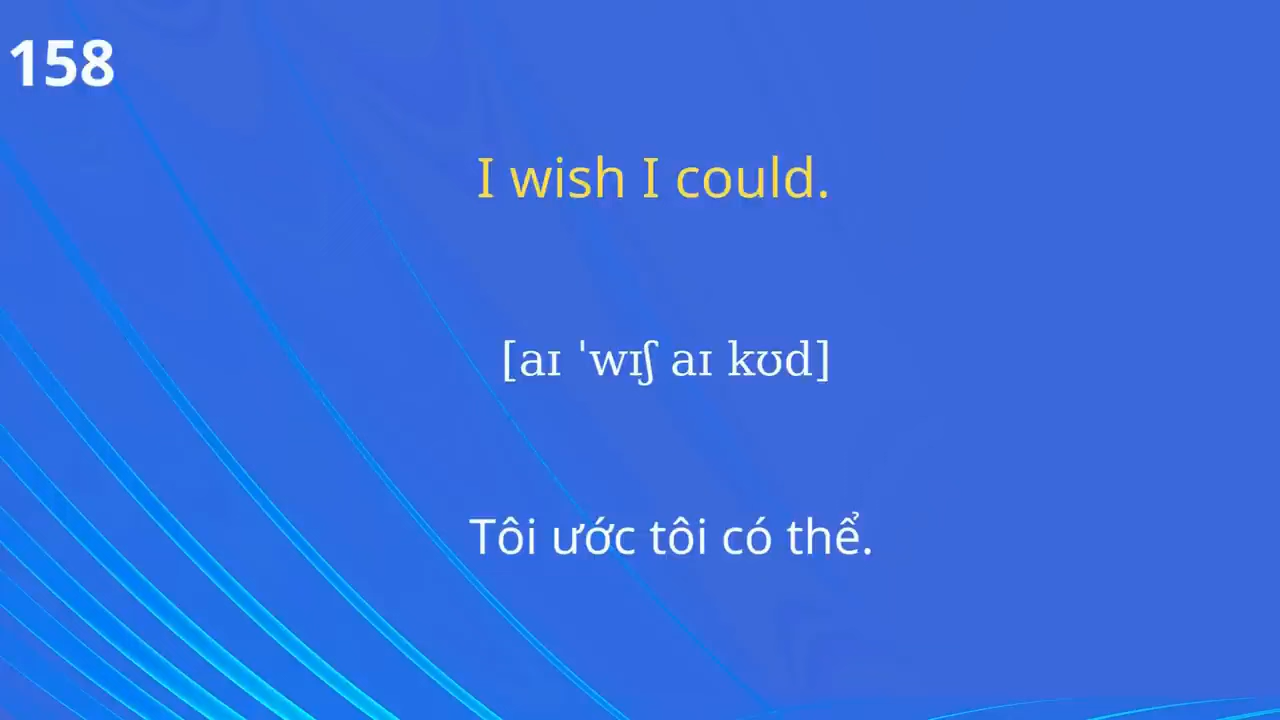 158
I wish I could.
[aɪ ˈwɪʃ aɪ kʊd]
Tôi ước tôi có thể.